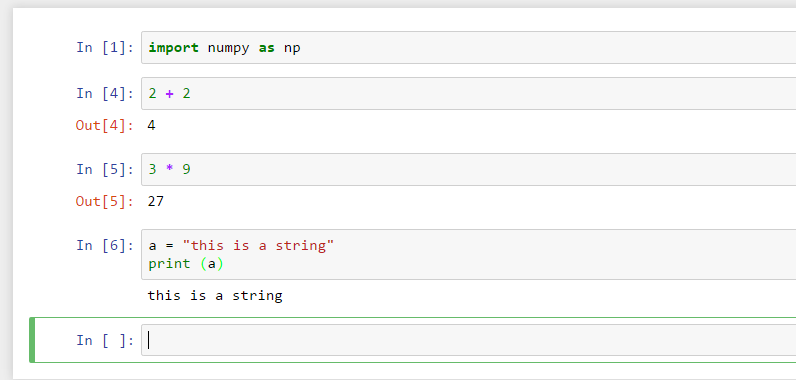 In [1]: import numpy as np
In [4]: 2 + 2
Out[4]: 4
In [5]: 3 * 9
Out[5]: 27
In [6]: a = "this is a string"
print (a)
this is a string
In [ ]: